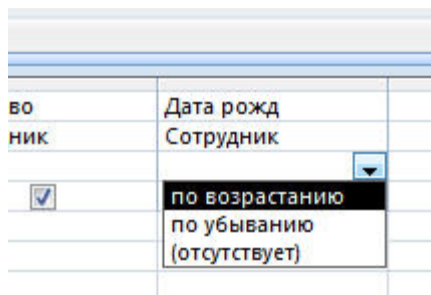 во Дата рожд
ник Сотрудник
по возрастанию
по убыванию
(отсутствует)